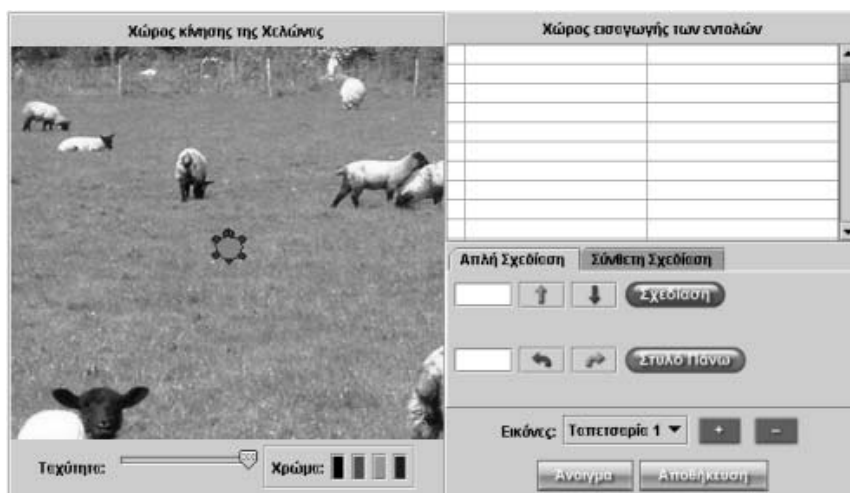 Χώρος κίνησης της Χελώνας
Χώρος εισαγωγής των εντολών
Απλή Σχεδίαση
Σύνθετη Σχεδίαση
Σχεδίαση
Στυλό Πάνω
Εικόνες: Ταπετσαρία 1
+
-
Ταχύτητα:
Χρώμα:
Άνοιγμα
Αποθήκευση